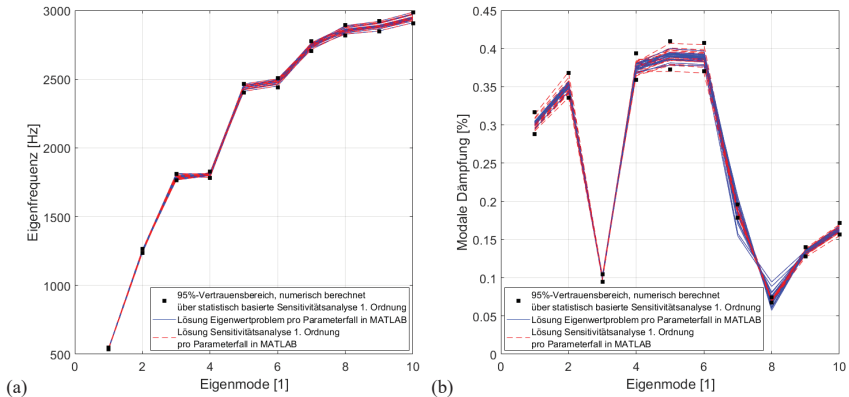 3000
2500
2000
1500
1000
500
0
2
4
6
8
10
Eigenfrequenz [Hz]
Eigenmode [1]
95%-Vertrauensbereich, numerisch berechnet
über statistisch basierte Sensitivitätsanalyse 1. Ordnung
Lösung Eigenwertproblem pro Parameterfall in MATLAB
Lösung Sensitivitätsanalyse 1. Ordnung
pro Parameterfall in MATLAB
(a)
0.45
0.4
0.35
0.3
0.25
0.2
0.15
0.1
0.05
0
0
2
4
6
8
10
Modale Dämpfung [%]
Eigenmode [1]
95%-Vertrauensbereich, numerisch berechnet
über statistisch basierte Sensitivitätsanalyse 1. Ordnung
Lösung Eigenwertproblem pro Parameterfall in MATLAB
Lösung Sensitivitätsanalyse 1. Ordnung
pro Parameterfall in MATLAB
(b)